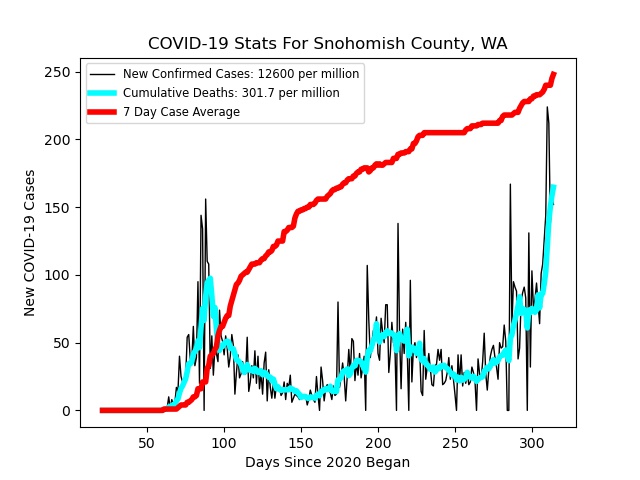 COVID-19 Stats For Snohomish County, WA
New Confirmed Cases: 12600 per million
Cumulative Deaths: 301.7 per million
7 Day Case Average
New COVID-19 Cases
250
200
150
100
50
0
50 100 150 200 250 300
Days Since 2020 Began